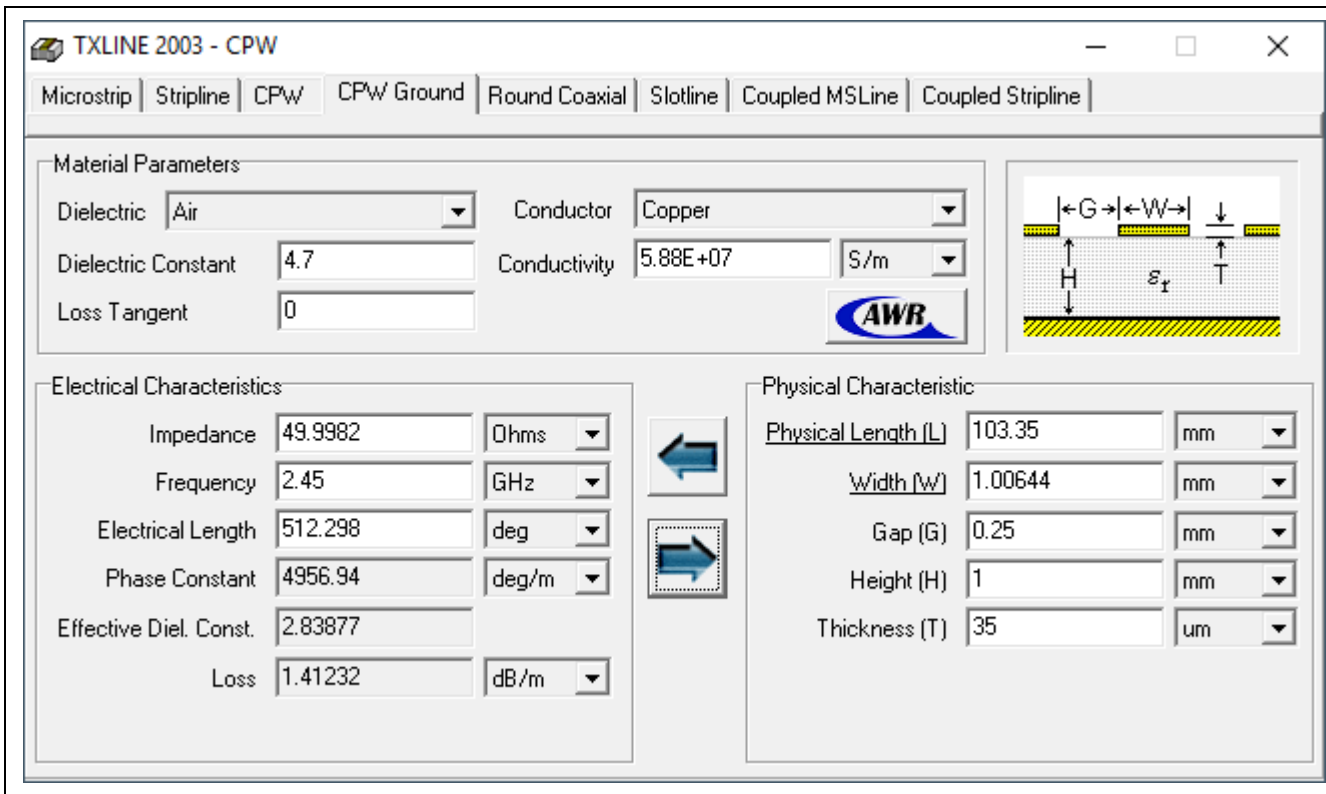 TXLINE 2003 - CPW
Microstrip Stripline CPW CPW Ground Round Coaxial Slotline Coupled MSLine Coupled Stripline
Material Parameters
Dielectric Air Conductor Copper
Dielectric Constant 4.7 Conductivity 5.88E+07 S/m
Loss Tangent 0 AWR
←G→ ←W→ ↓
H εr ↑ T
Electrical Characteristics
Impedance 49.9982 Ohms
Frequency 2.45 GHz
Electrical Length 512.298 deg
Phase Constant 4956.94 deg/m
Effective Diel. Const. 2.83877
Loss 1.41232 dB/m
Physical Characteristic
Physical Length (L) 103.35 mm
Width (W) 1.00644 mm
Gap (G) 0.25 mm
Height (H) 1 mm
Thickness (T) 35 um